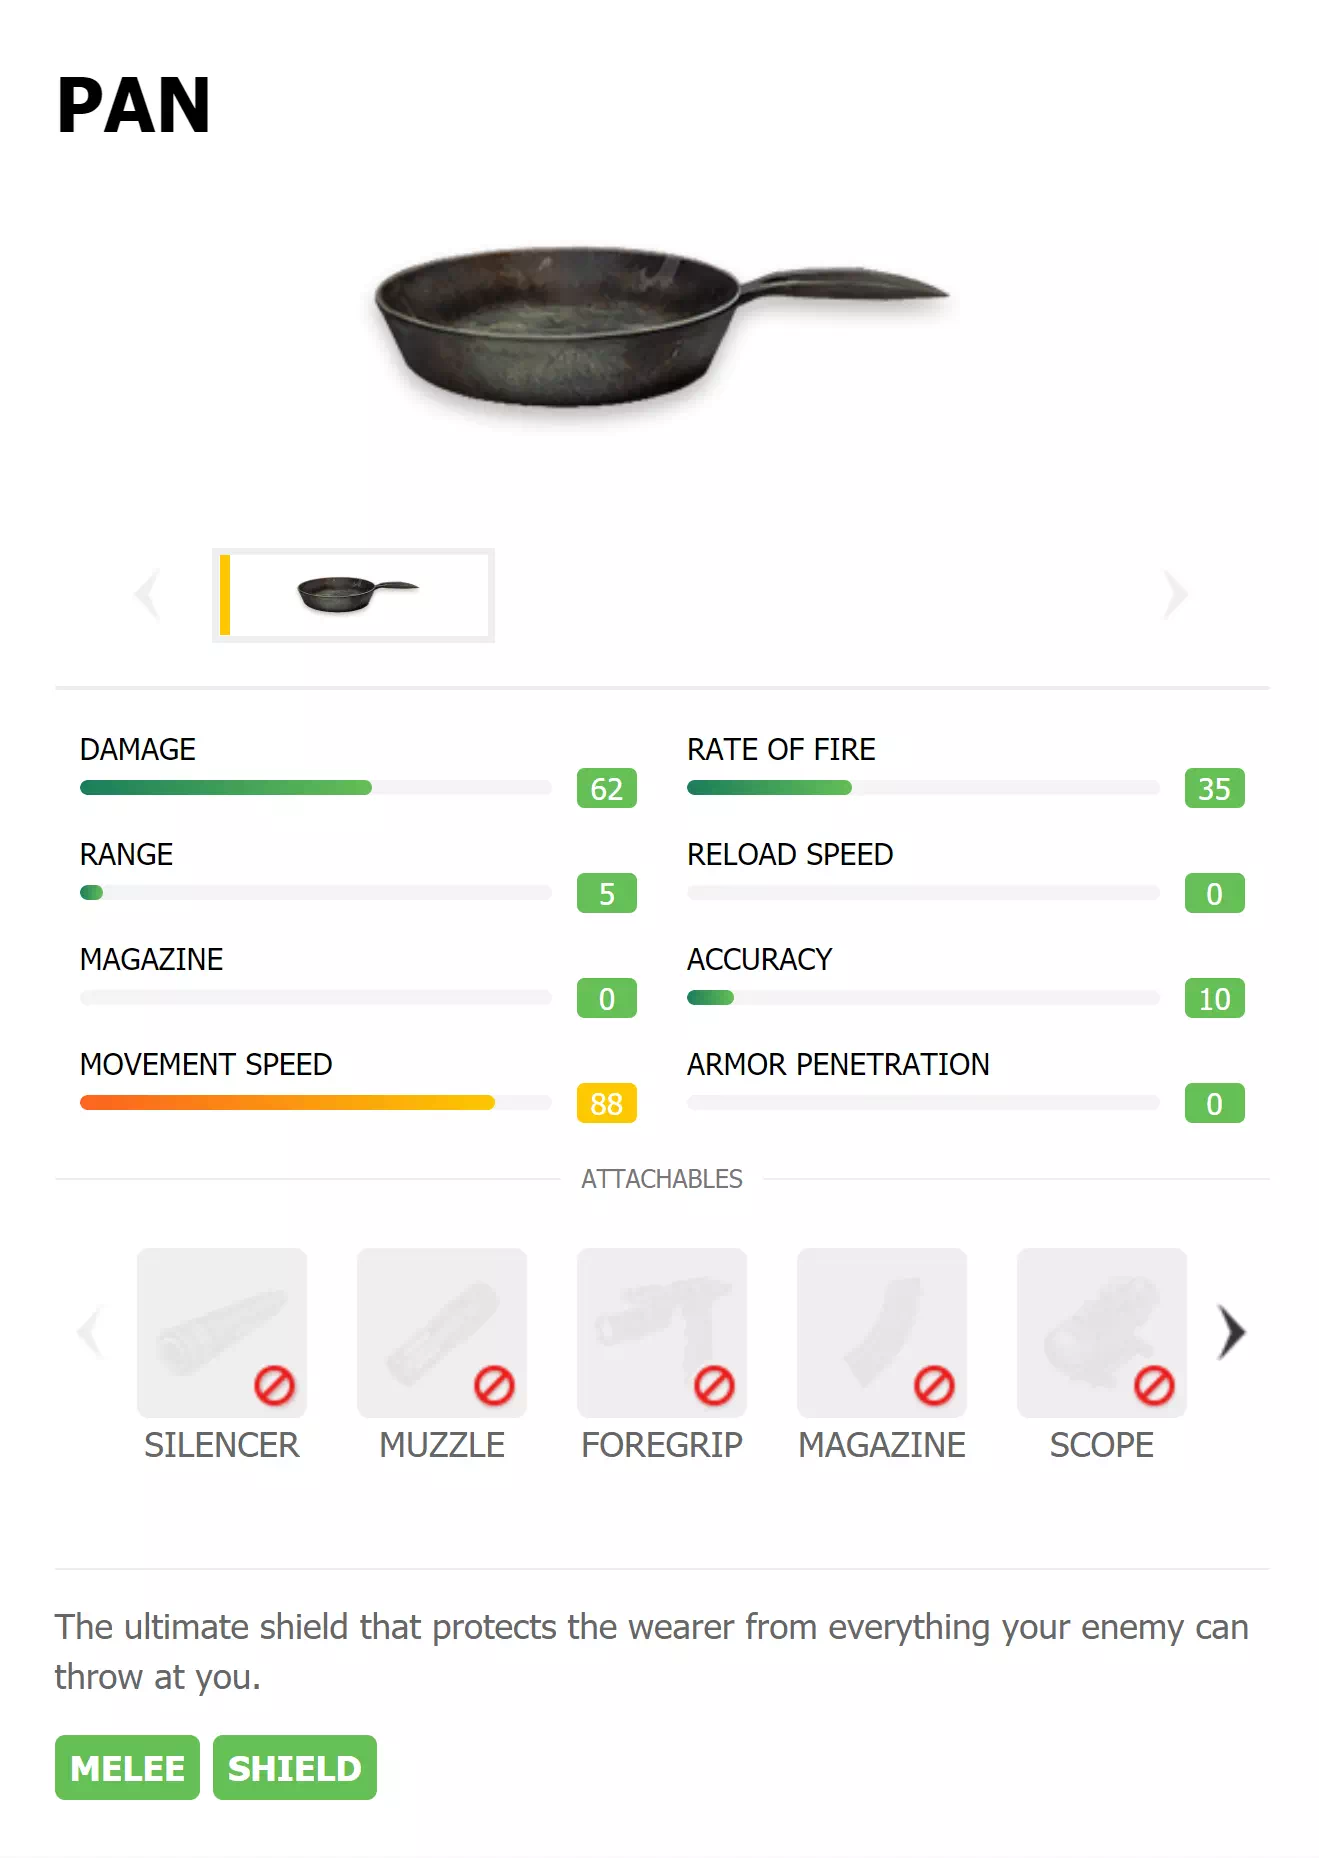 PAN
DAMAGE
62
RATE OF FIRE
35
RANGE
5
RELOAD SPEED
0
MAGAZINE
0
ACCURACY
10
MOVEMENT SPEED
88
ARMOR PENETRATION
0
ATTACHABLES
SILENCER
MUZZLE
FOREGRIP
MAGAZINE
SCOPE
The ultimate shield that protects the wearer from everything your enemy can
throw at you.
MELEE
SHIELD